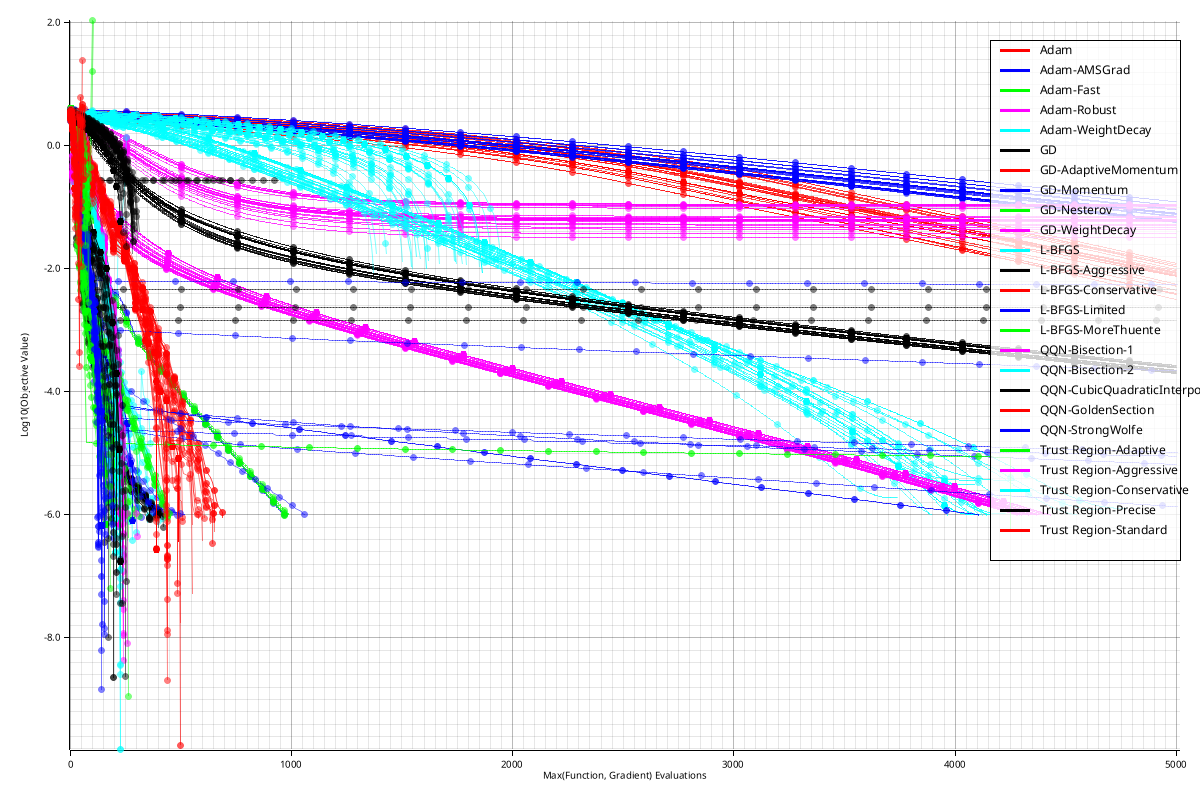 2.0
0.0
-2.0
-4.0
-6.0
-8.0
Log10(Objective Value)
0
1000
2000
3000
4000
5000
Max(Function, Gradient) Evaluations
Adam
Adam-AMSGrad
Adam-Fast
Adam-Robust
Adam-WeightDecay
GD
GD-AdaptiveMomentum
GD-Momentum
GD-Nesterov
GD-WeightDecay
L-BFGS
L-BFGS-Aggressive
L-BFGS-Conservative
L-BFGS-Limited
L-BFGS-MoreThuente
QQN-Bisection-1
QQN-Bisection-2
QQN-CubicQuadraticInterpo
QQN-GoldenSection
QQN-StrongWolfe
Trust Region-Adaptive
Trust Region-Aggressive
Trust Region-Conservative
Trust Region-Precise
Trust Region-Standard